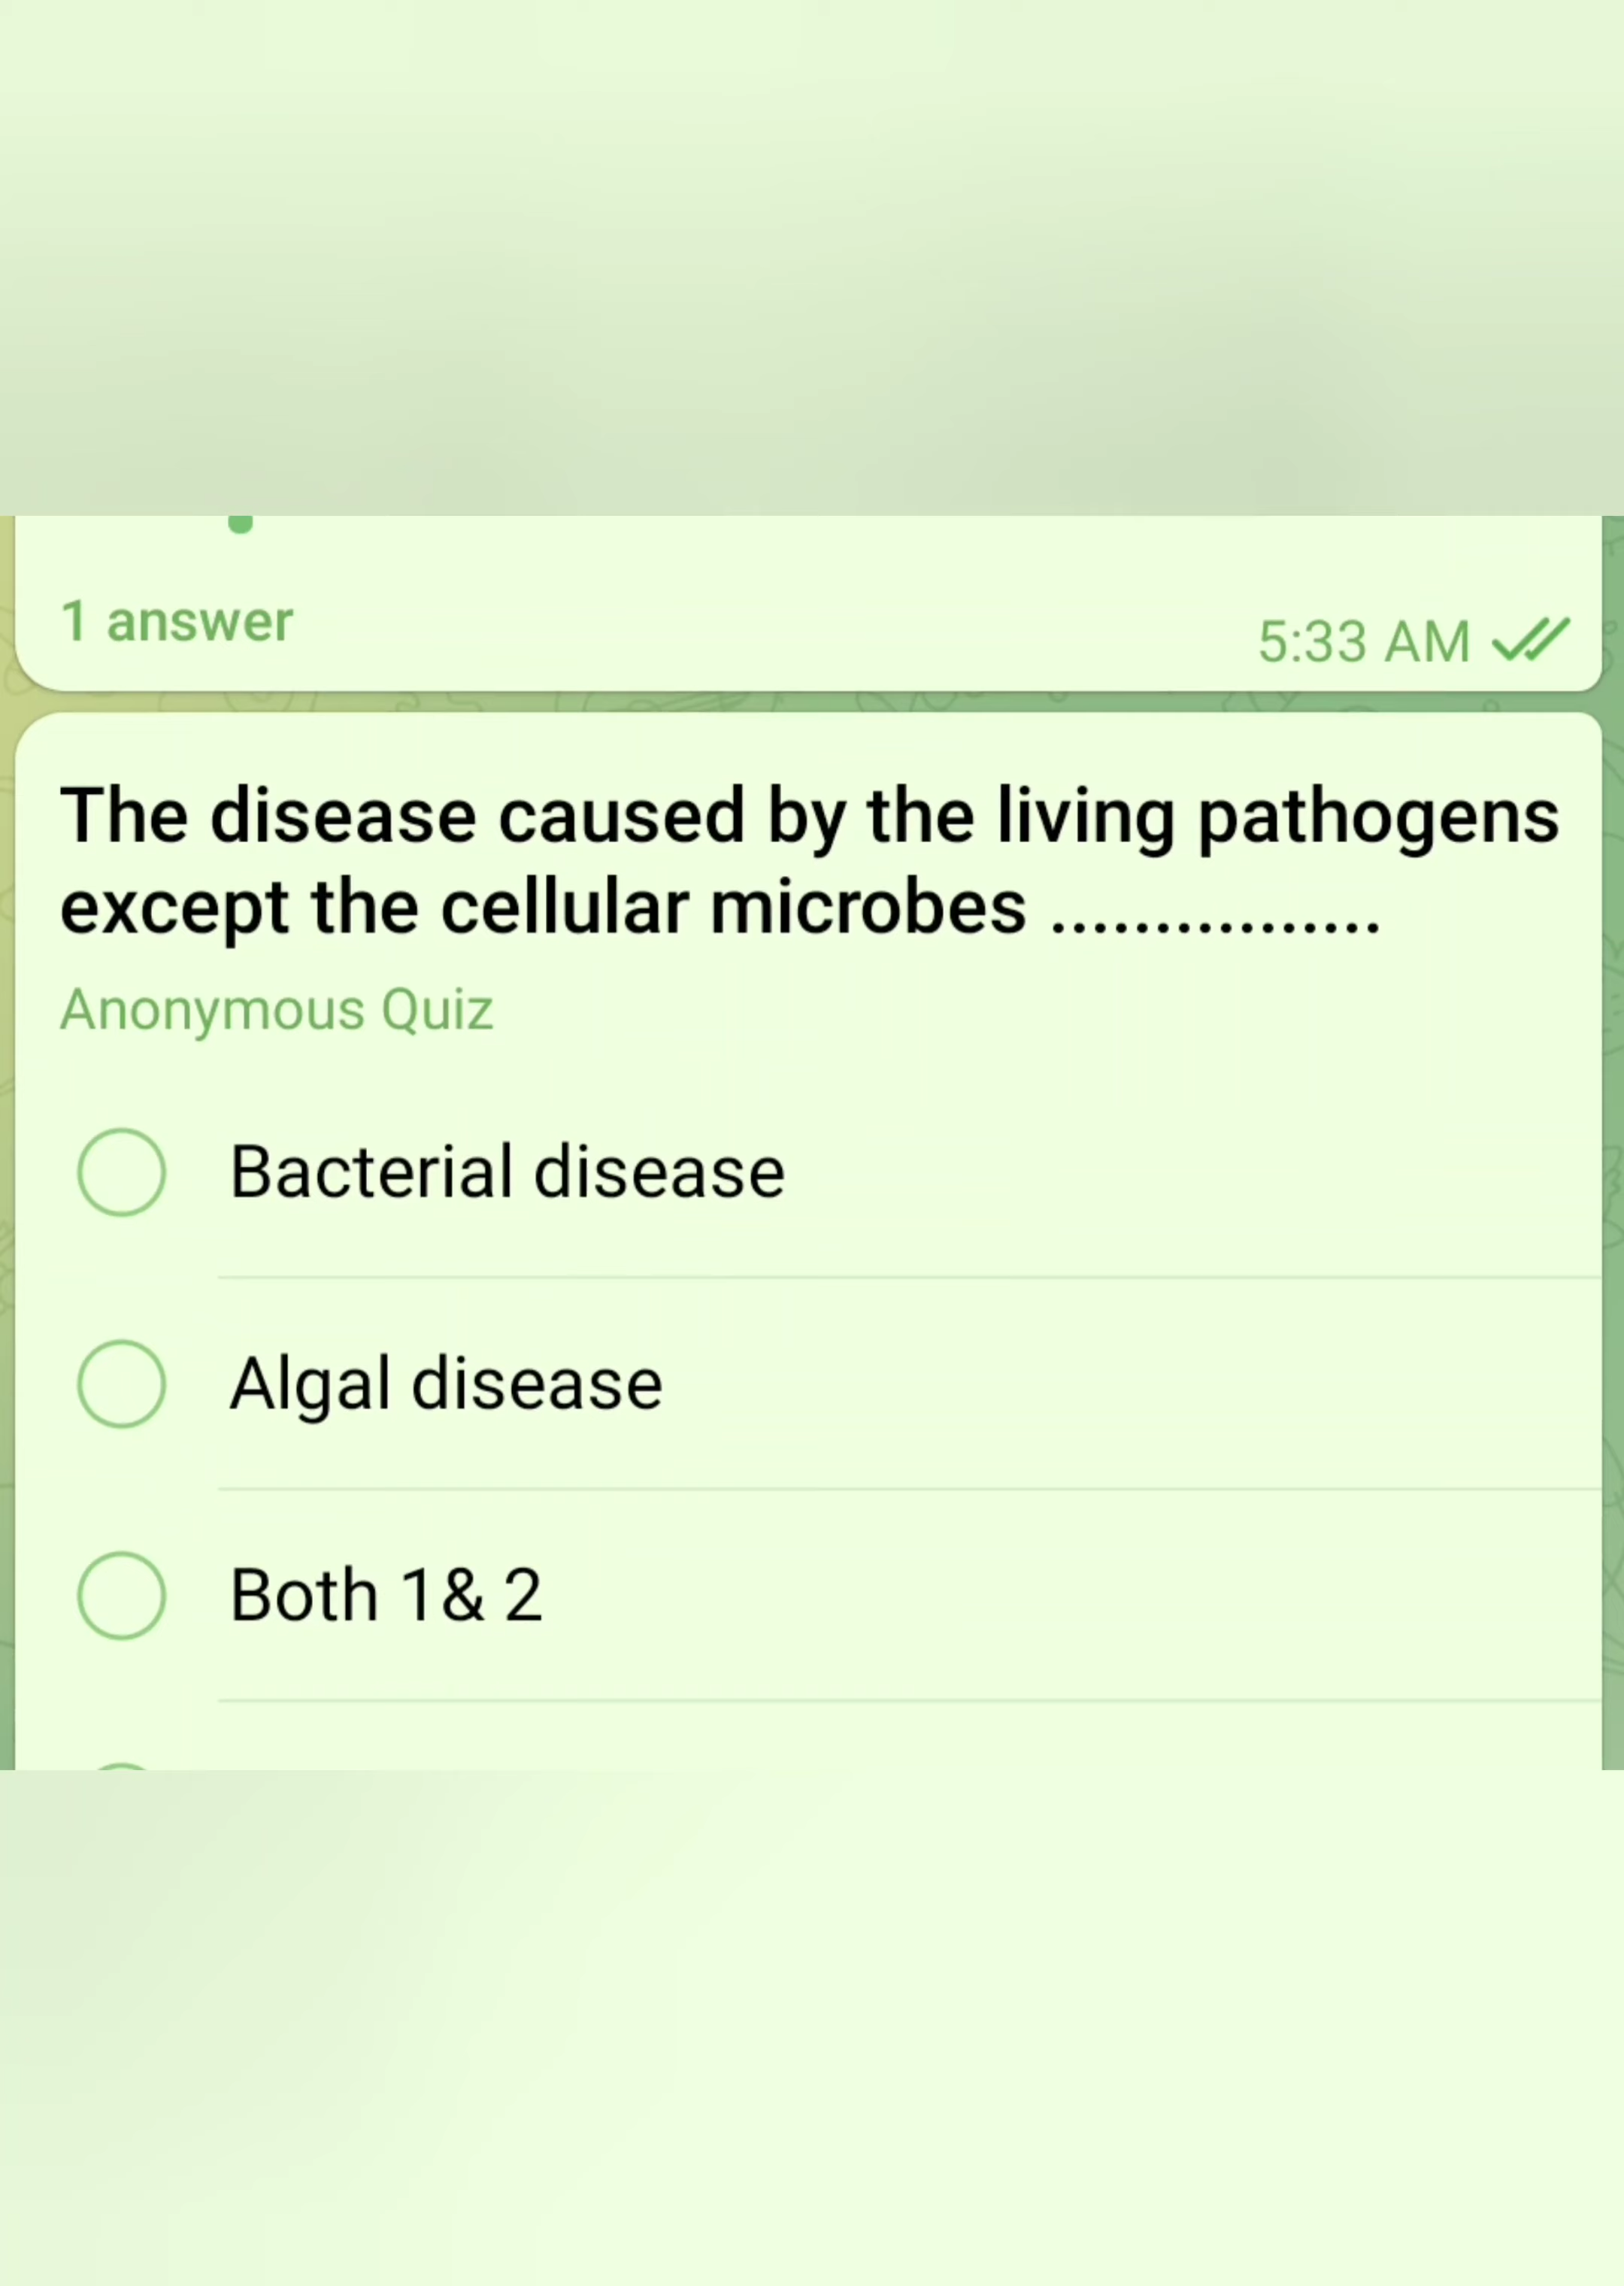 1 answer
5:33 AM
The disease caused by the living pathogens
except the cellular microbes ................
Anonymous Quiz
Bacterial disease
Algal disease
Both 1& 2